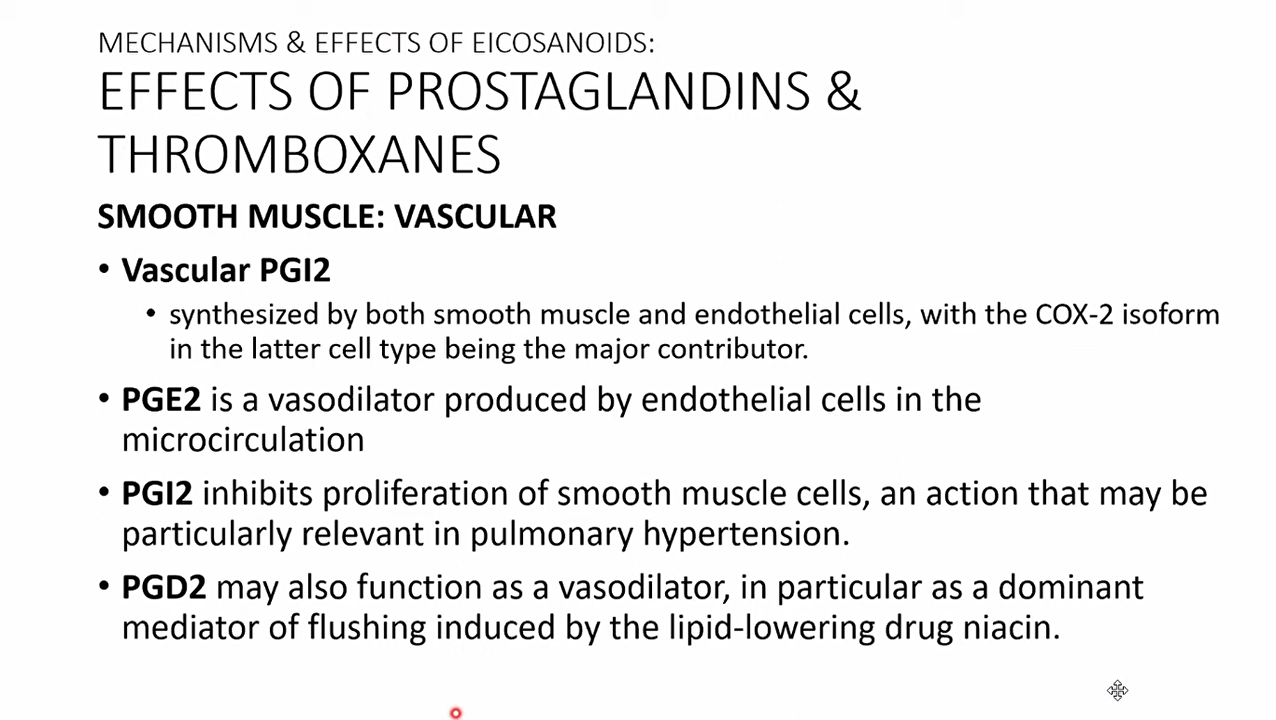 MECHANISMS & EFFECTS OF EICOSANOIDS:
EFFECTS OF PROSTAGLANDINS &
THROMBOXANES
SMOOTH MUSCLE: VASCULAR
• Vascular PGI2
• synthesized by both smooth muscle and endothelial cells, with the COX-2 isoform
in the latter cell type being the major contributor.
• PGE2 is a vasodilator produced by endothelial cells in the
microcirculation
• PGI2 inhibits proliferation of smooth muscle cells, an action that may be
particularly relevant in pulmonary hypertension.
• PGD2 may also function as a vasodilator, in particular as a dominant
mediator of flushing induced by the lipid-lowering drug niacin.